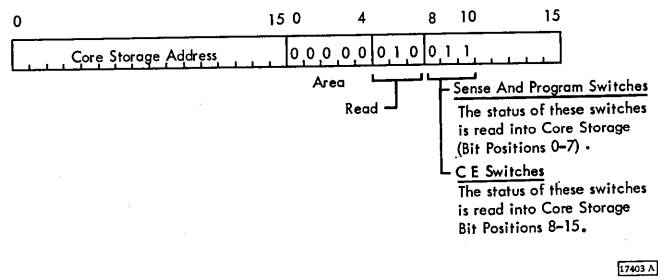 0 15 0 4 8 10 15
Core Storage Address 0 0 0 0 0 0 1 0 0 1 1
Area
Read
Sense And Program Switches
The status of these switches
is read into Core Storage
(Bit Positions 0-7) .
C E Switches
The status of these switches
is read into Core Storage
Bit Positions 8-15.
17403 A